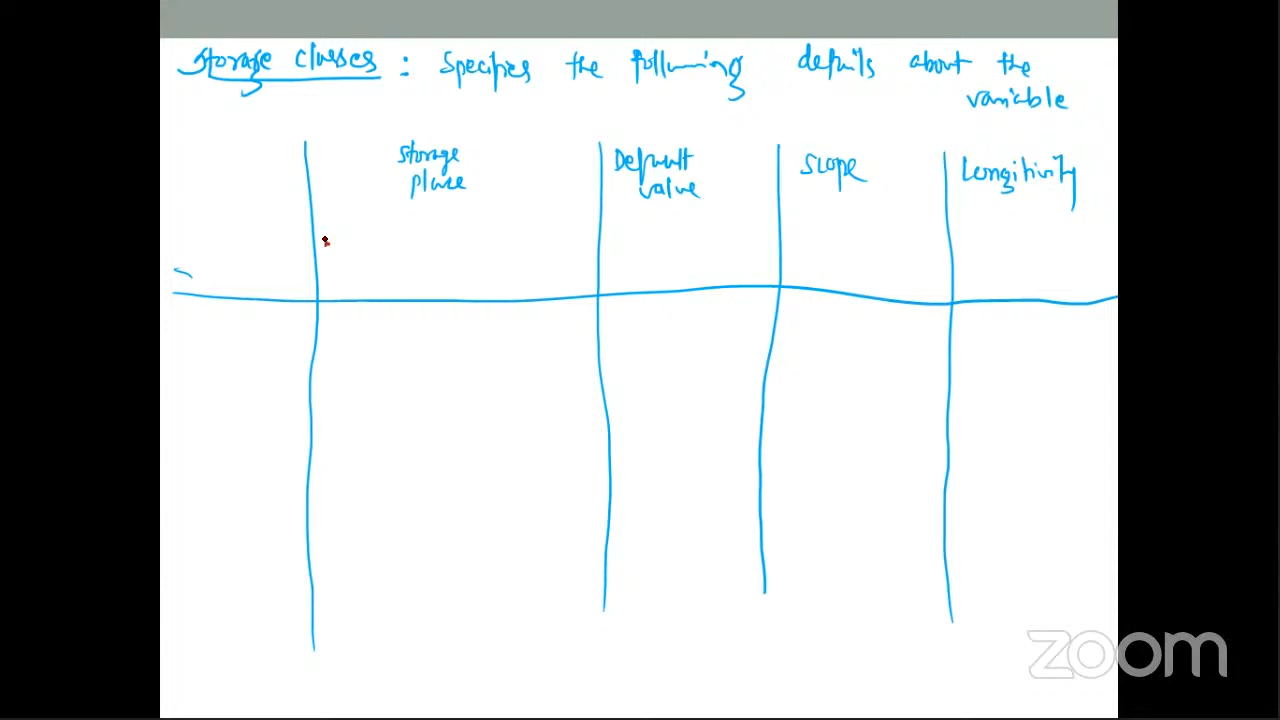 Storage classes : Specifies the following details about the
variable
Storage
place
Default
value
Scope
Longitivity
zoom